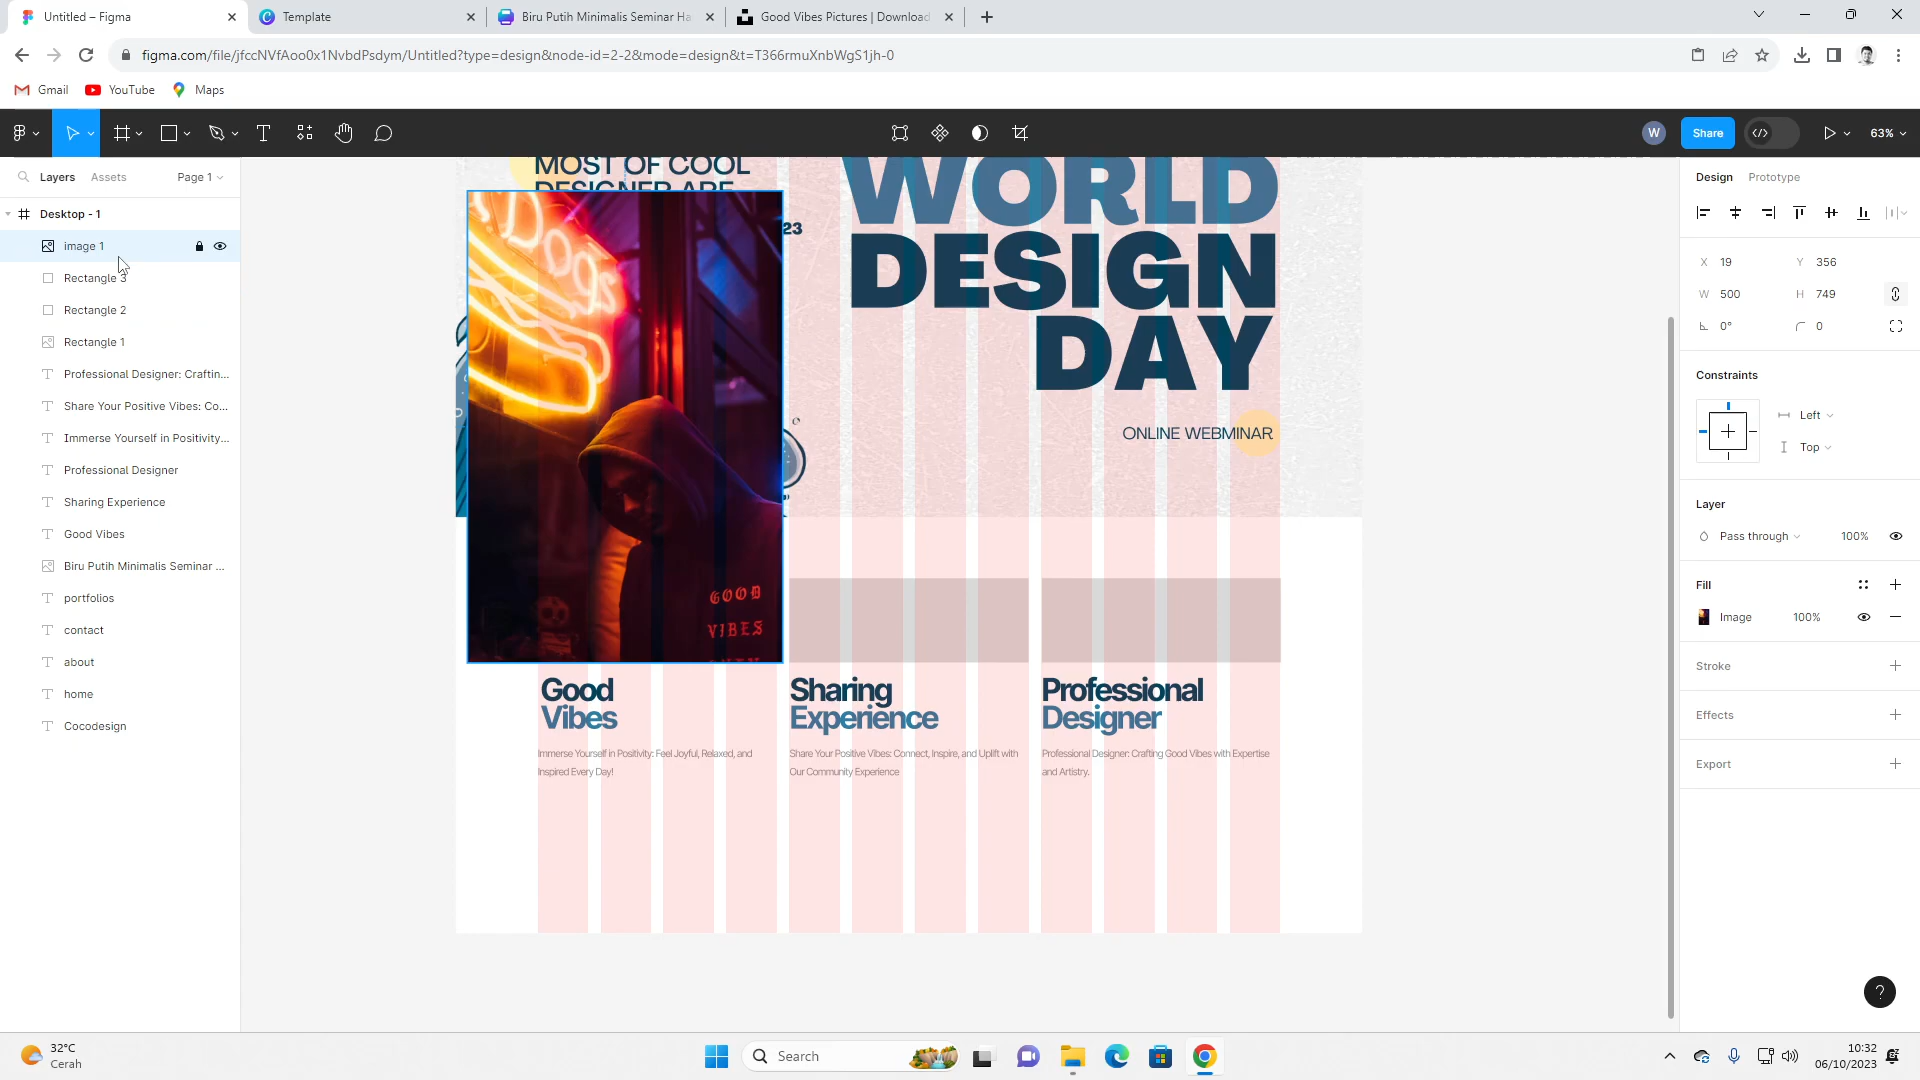 Untitled – Figma
Template
Biru Putih Minimalis Seminar Ha
Good Vibes Pictures | Download
figma.com/file/jfccNVfAoo0x1NvbdPsdym/Untitled?type=design&node-id=2-2&mode=design&t=T366rmuXnbWgS1jh-0
Gmail
YouTube
Maps
W
Share
63%
Layers
Assets
Page 1
Desktop - 1
image 1
Rectangle 3
Rectangle 2
Rectangle 1
Professional Designer: Craftin...
Share Your Positive Vibes: Co...
Immerse Yourself in Positivity...
Professional Designer
Sharing Experience
Good Vibes
Biru Putih Minimalis Seminar ...
portfolios
contact
about
home
Cocodesign
MOST OF COOL
DESIGNER ARE
23
Dogs
GOOD
VIBES
WORLD
DESIGN
DAY
ONLINE WEBMINAR
Good
Vibes
Immerse Yourself in Positivity: Feel Joyful, Relaxed, and
Inspired Every Day!
Sharing
Experience
Share Your Positive Vibes: Connect, Inspire, and Uplift with
Our Community Experience
Professional
Designer
Professional Designer: Crafting Good Vibes with Expertise
and Artistry.
Design
Prototype
X 19
Y 356
W 500
H 749
0°
0
Constraints
Left
Top
Layer
Pass through
100%
Fill
Image
100%
Stroke
Effects
Export
?
32°C
Cerah
Search
10:32
06/10/2023